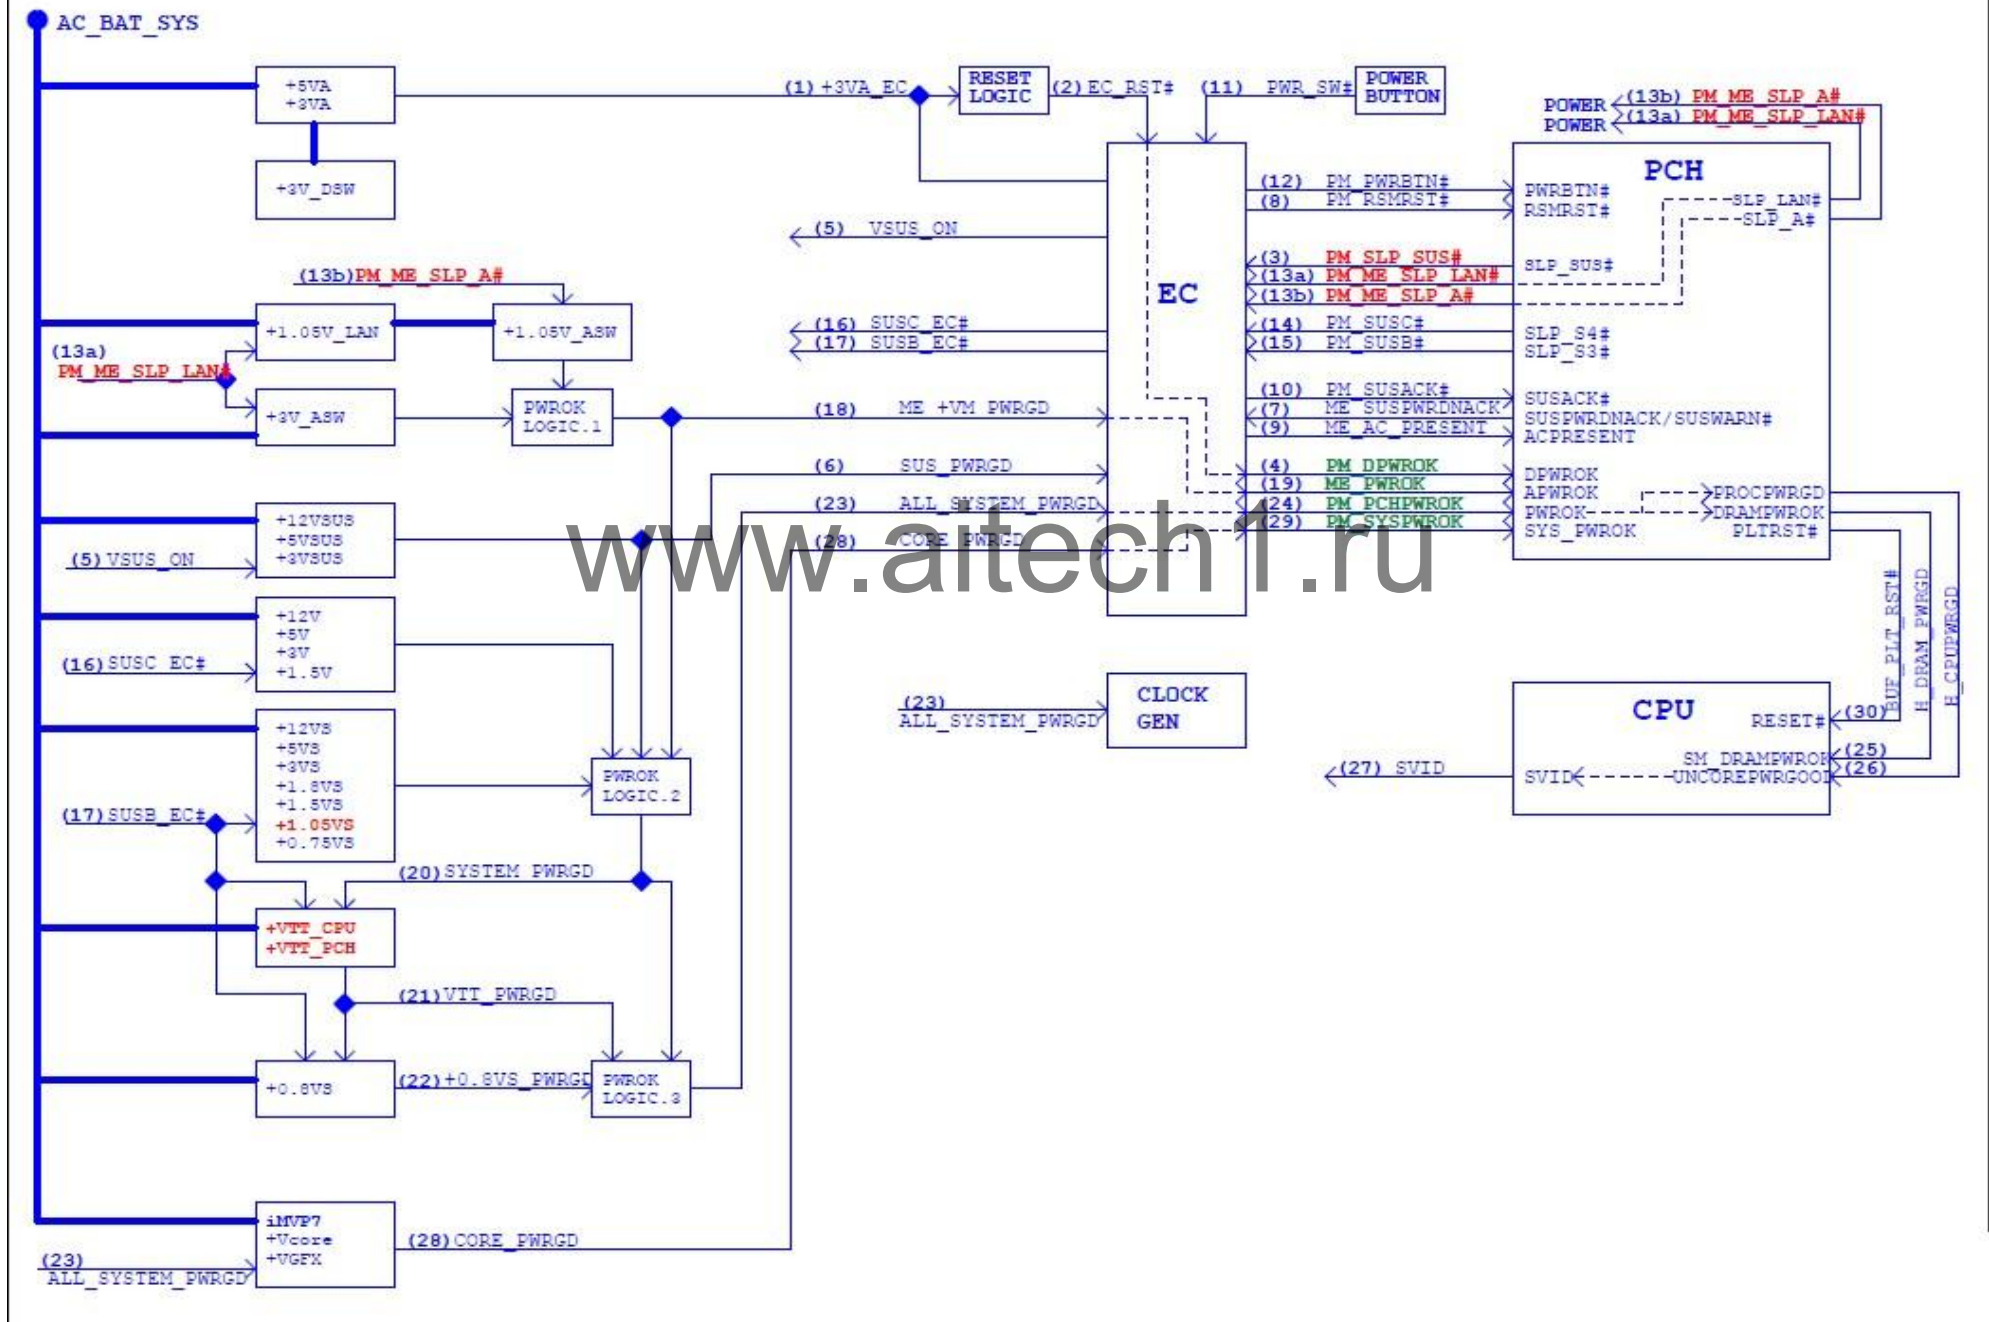 AC_BAT_SYS
+5VA
+3VA
+3V_DSW
(1) +3VA_EC
RESET
LOGIC
(2) EC_RST#
(11) PWR_SW#
POWER
BUTTON
POWER (13b) PM_ME_SLP_A#
POWER (13a) PM_ME_SLP_LAN#
PCH
(12) PM_PWRBTN# PWRBTN#
(8) PM_RSMRST# RSMRST#
SLP_LAN#
SLP_A#
(5) VSUS_ON
EC
(3) PM_SLP_SUS# SLP_SUS#
(13a) PM_ME_SLP_LAN#
(13b) PM_ME_SLP_A#
(13b) PM_ME_SLP_A#
+1.05V_LAN
+1.05V_ASW
(16) SUSC_EC#
(17) SUSB_EC#
(14) PM_SUSC# SLP_S4#
(15) PM_SUSB# SLP_S3#
(13a)
PM_ME_SLP_LAN#
+3V_ASW
PWROK
LOGIC.1
(18) ME +VM PWRGD
(10) PM_SUSACK# SUSACK#
(7) ME_SUSPWRDNACK SUSPWRDNACK/SUSWARN#
(9) ME_AC_PRESENT ACPRESENT
(6) SUS_PWRGD
(23) ALL_SYSTEM_PWRGD
(28) CORE_PWRGD
(4) PM_DPWROK DPWROK
(19) ME_PWROK APWROK
(24) PM_PCHPWROK PWROK
(29) PM_SYSPWROK SYS_PWROK
PROCPWRGD
DRAMPWROK
PLTRST#
www.aitech1.ru
+12VSUS
+5VSUS
+3VSUS
(5) VSUS_ON
+12V
+5V
+3V
+1.5V
(16) SUSC_EC#
BUF_PLT_RST#
H_DRAM_PWRGD
H_CPUPWRGD
CLOCK
GEN
(23)
ALL_SYSTEM_PWRGD
CPU
RESET# (30)
SM_DRAMPWROK (25)
UNCOREPWRGOOD (26)
SVID
(27) SVID
+12VS
+5VS
+3VS
+1.8VS
+1.5VS
+1.05VS
+0.75VS
(17) SUSB_EC#
PWROK
LOGIC.2
(20) SYSTEM_PWRGD
+VTT_CPU
+VTT_PCH
(21) VTT_PWRGD
+0.8VS
(22) +0.8VS_PWRGD
PWROK
LOGIC.3
iMVP7
+Vcore
+VGFX
(28) CORE_PWRGD
(23)
ALL_SYSTEM_PWRGD